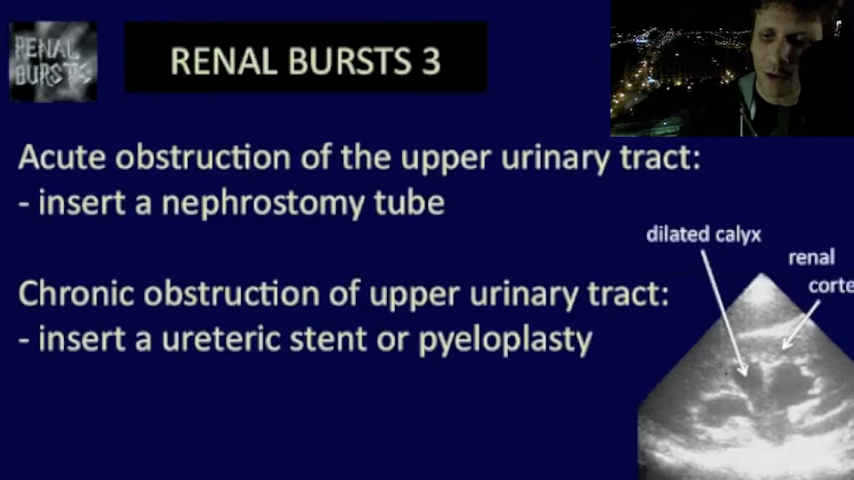 RENAL
BURSTS
RENAL BURSTS 3
Acute obstruction of the upper urinary tract:
- insert a nephrostomy tube
dilated calyx
renal
corte
Chronic obstruction of upper urinary tract:
- insert a ureteric stent or pyeloplasty